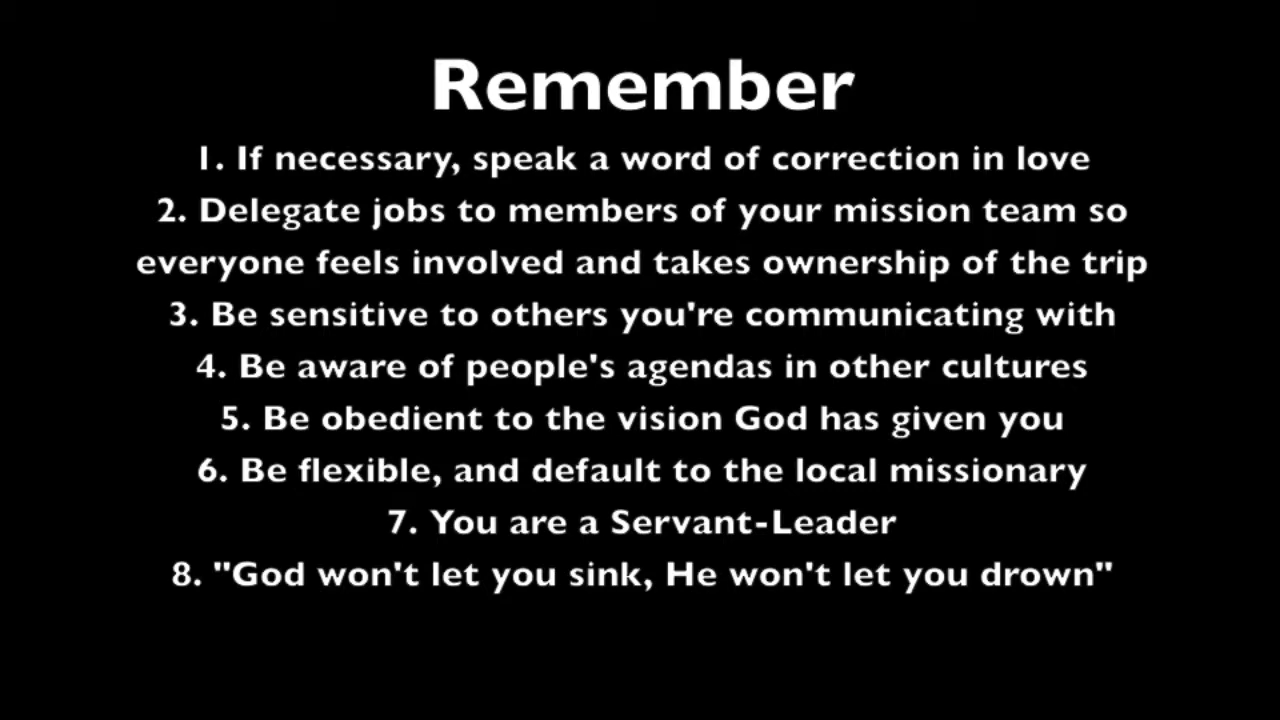 Remember
1. If necessary, speak a word of correction in love
2. Delegate jobs to members of your mission team so
everyone feels involved and takes ownership of the trip
3. Be sensitive to others you're communicating with
4. Be aware of people's agendas in other cultures
5. Be obedient to the vision God has given you
6. Be flexible, and default to the local missionary
7. You are a Servant-Leader
8. "God won't let you sink, He won't let you drown"